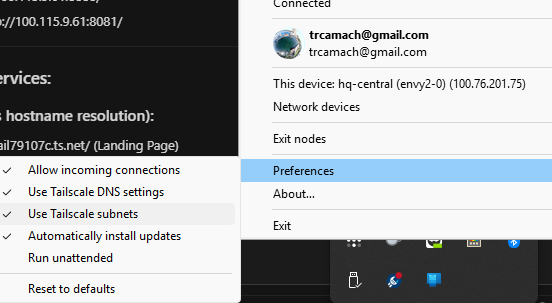 Connected
://100.115.9.61:8081/
trcamach@gmail.com
trcamach@gmail.com
ervices:
This device: hq-central (envy2-0) (100.76.201.75)
Network devices
s hostname resolution):
Exit nodes
ail79107c.ts.net/ (Landing Page)
Allow incoming connections
Preferences
Use Tailscale DNS settings
About...
Use Tailscale subnets
Exit
Automatically install updates
Run unattended
Reset to defaults